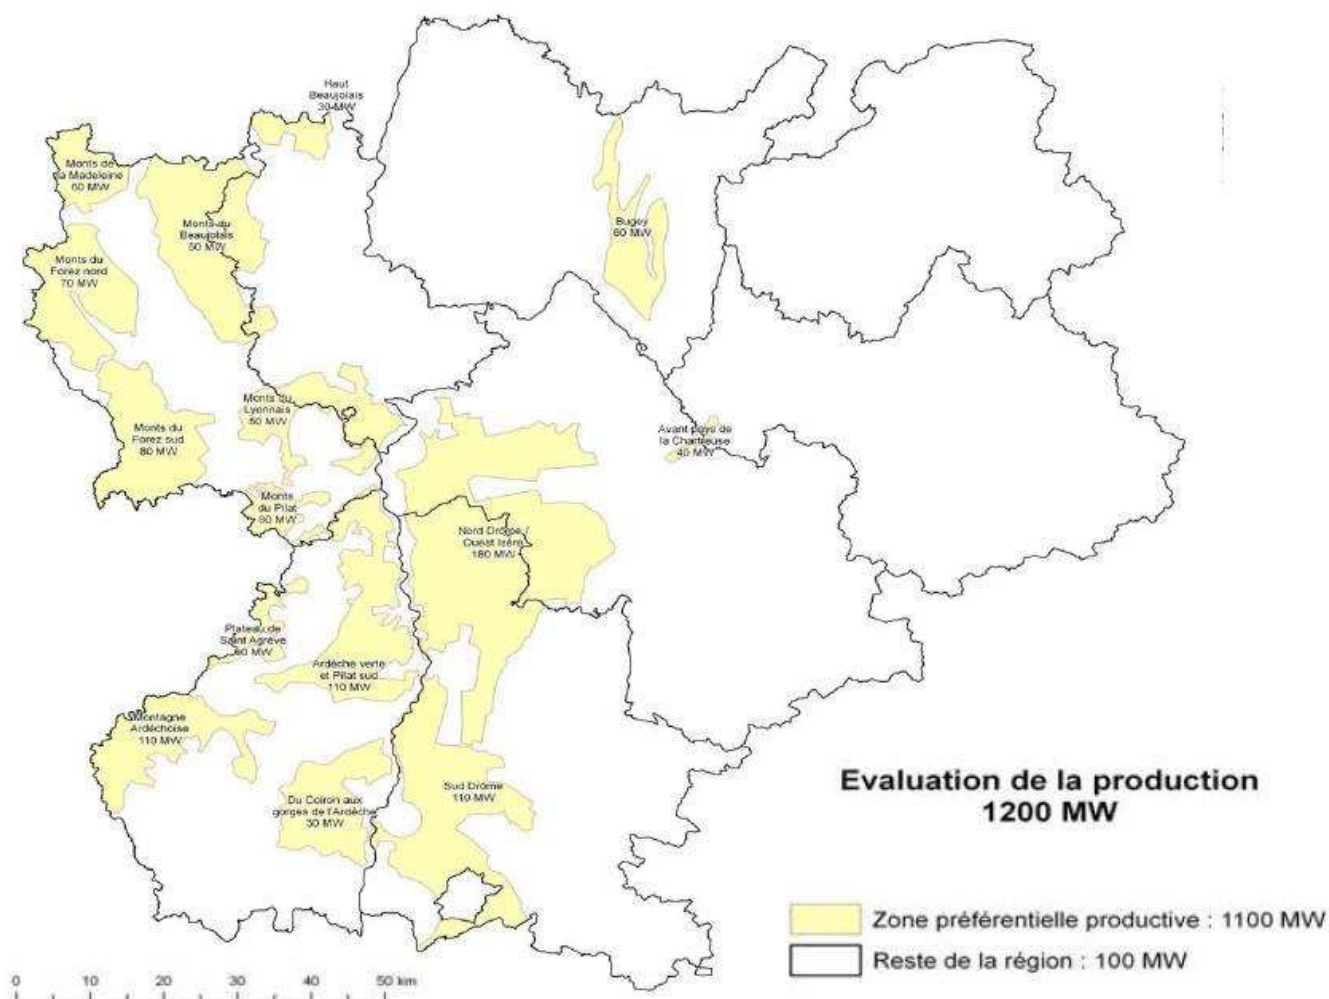 Haut
Beaujolais
30 MW
Monts de
la Madeleine
60 MW
Monts du
Beaujolais
50 MW
Bugey
60 MW
Monts du
Forez nord
70 MW
Monts du
Lyonnais
50 MW
Avant pays de
la Chartreuse
40 MW
Monts du
Forez sud
80 MW
Monts
du Pilat
MW
Nord Drôme /
Ouest Isère
180 MW
Plateau de
Saint Agrève
MW
Ardèche verte
et Pilat sud
110 MW
Montagne
Ardéchoise
110 MW
Du Coiron aux
gorges de l'Ardèche
30 MW
Sud Drôme
110 MW
Evaluation de la production
1200 MW
Zone préférentielle productive : 1100 MW
Reste de la région : 100 MW
0 10 20 30 40 50 km